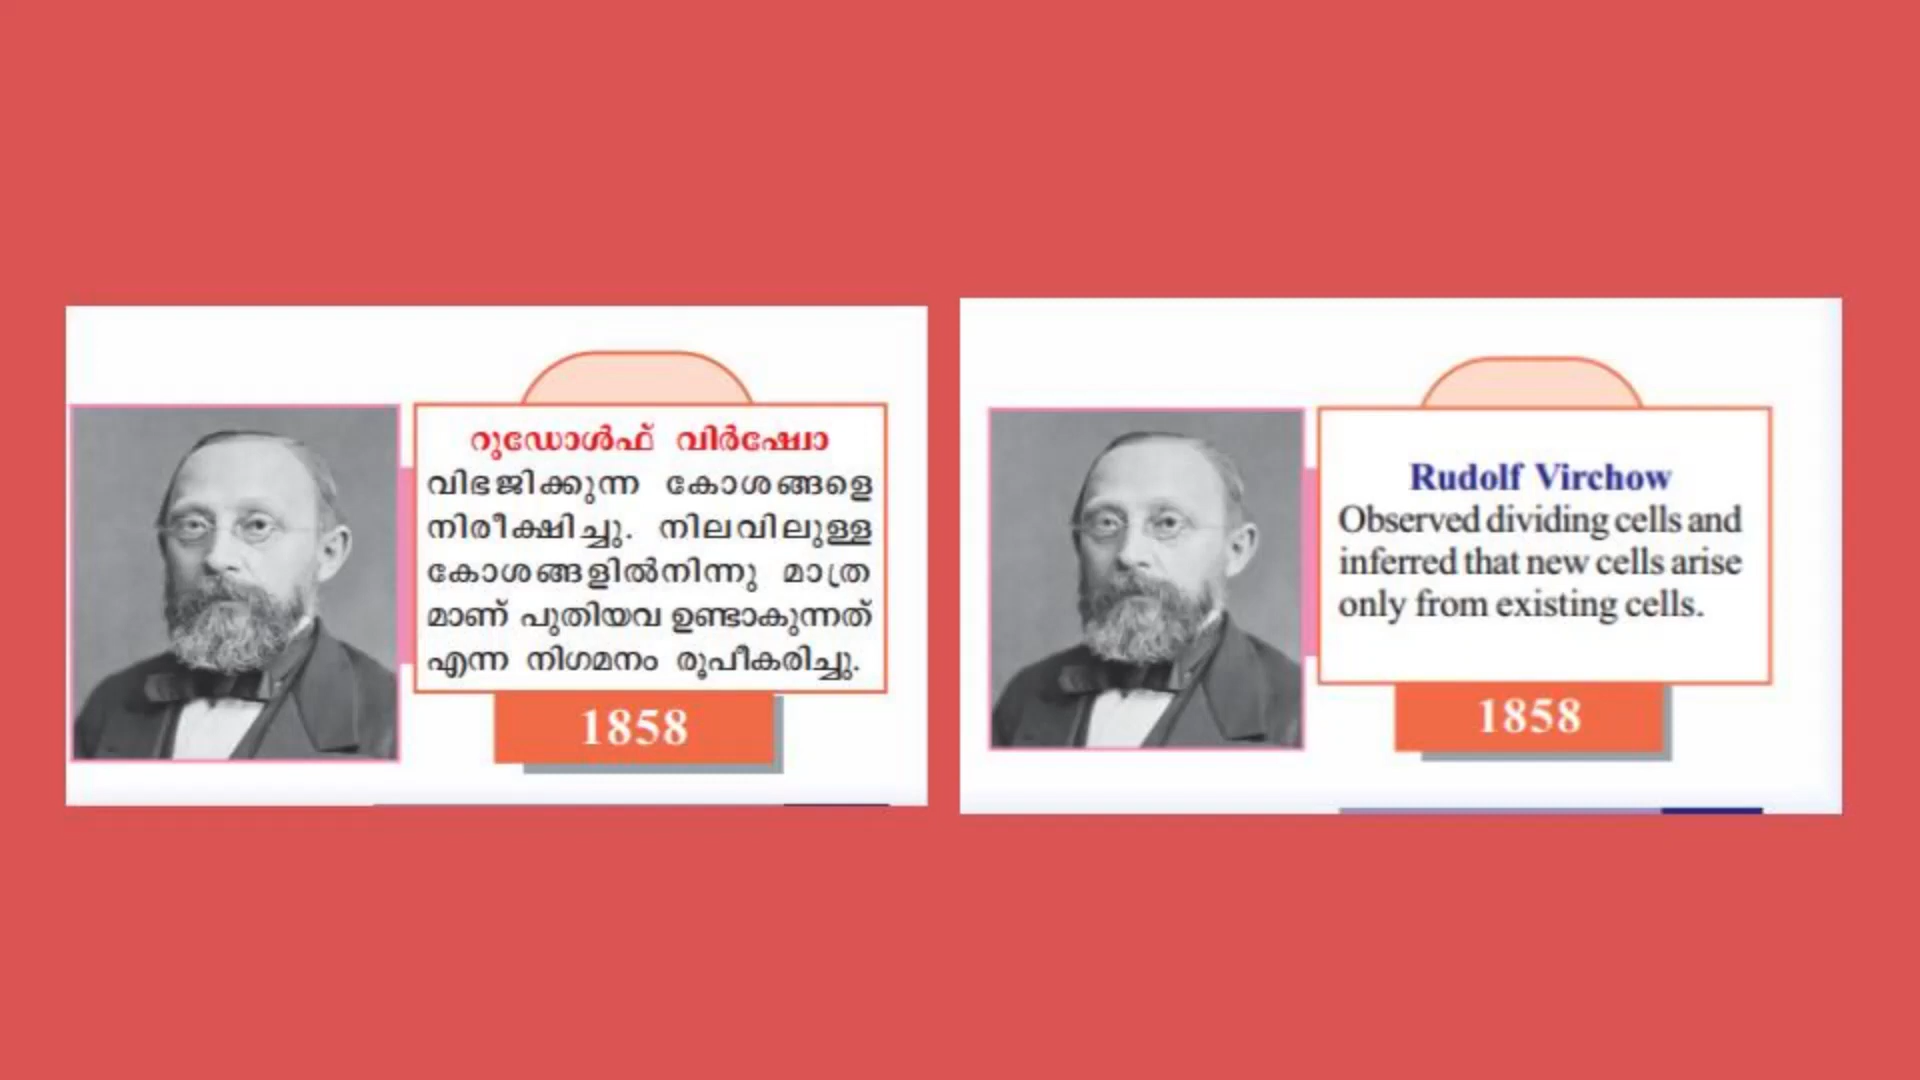 റുഡോൾഫ് വിർഷ്വോ
വിഭജിക്കുന്ന കോശങ്ങളെ
നിരീക്ഷിച്ചു. നിലവിലുള്ള
കോശങ്ങളിൽനിന്നു മാത്ര
മാണ് പുതിയവ ഉണ്ടാകുന്നത്
എന്ന നിഗമനം രൂപീകരിച്ചു.
1858
Rudolf Virchow
Observed dividing cells and
inferred that new cells arise
only from existing cells.
1858